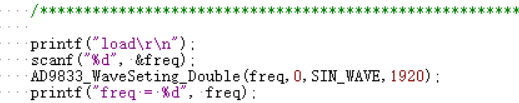 /************************************************************
printf("load\r\n");
scanf("%d", &freq);
AD9833_WaveSeting_Double(freq,0,SIN_WAVE,1920);
printf("freq = %d", freq);